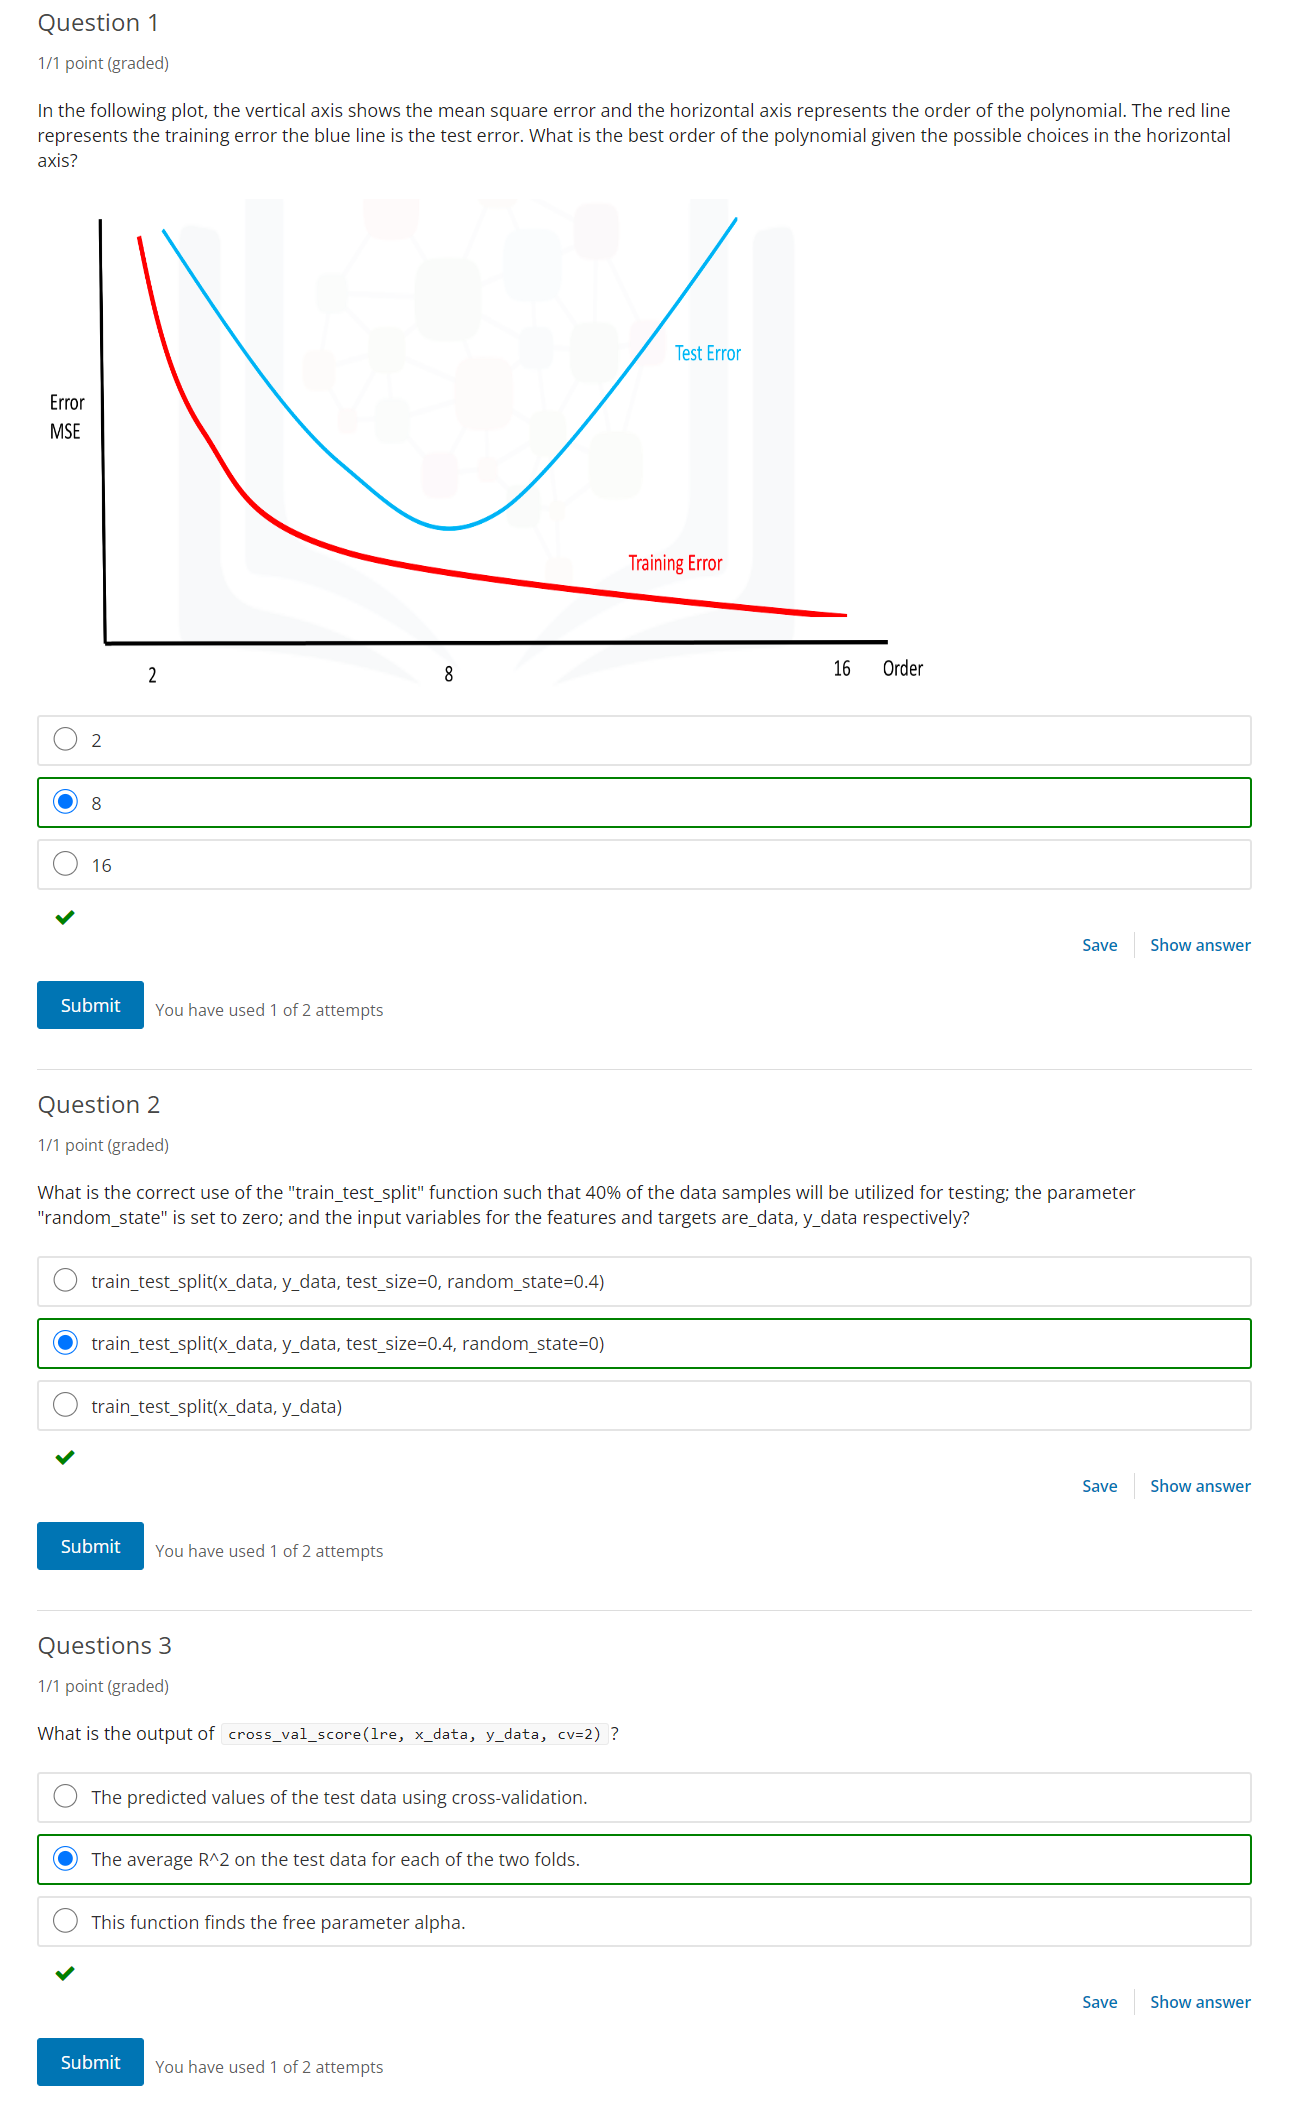 Question 1
1/1 point (graded)
In the following plot, the vertical axis shows the mean square error and the horizontal axis represents the order of the polynomial. The red line
represents the training error the blue line is the test error. What is the best order of the polynomial given the possible choices in the horizontal
axis?
Test Error
Error
MSE
Training Error
2
8
16
Order
2
8
16
Save
Show answer
Submit
You have used 1 of 2 attempts
Question 2
1/1 point (graded)
What is the correct use of the "train_test_split" function such that 40% of the data samples will be utilized for testing; the parameter
"random_state" is set to zero; and the input variables for the features and targets are_data, y_data respectively?
train_test_split(x_data, y_data, test_size=0, random_state=0.4)
train_test_split(x_data, y_data, test_size=0.4, random_state=0)
train_test_split(x_data, y_data)
Save
Show answer
Submit
You have used 1 of 2 attempts
Questions 3
1/1 point (graded)
What is the output of cross_val_score(lre, x_data, y_data, cv=2) ?
The predicted values of the test data using cross-validation.
The average R^2 on the test data for each of the two folds.
This function finds the free parameter alpha.
Save
Show answer
Submit
You have used 1 of 2 attempts